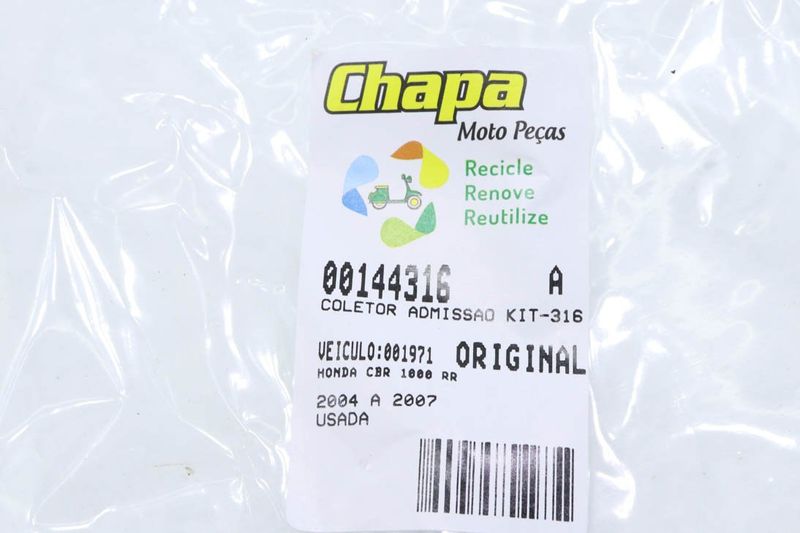 Chapa
Moto Peças
Recicle
Renove
Reutilize
00144316 A
COLETOR ADMISSAO KIT-316
VEICULO:001971 ORIGINAL
HONDA CBR 1000 RR
2004 A 2007
USADA